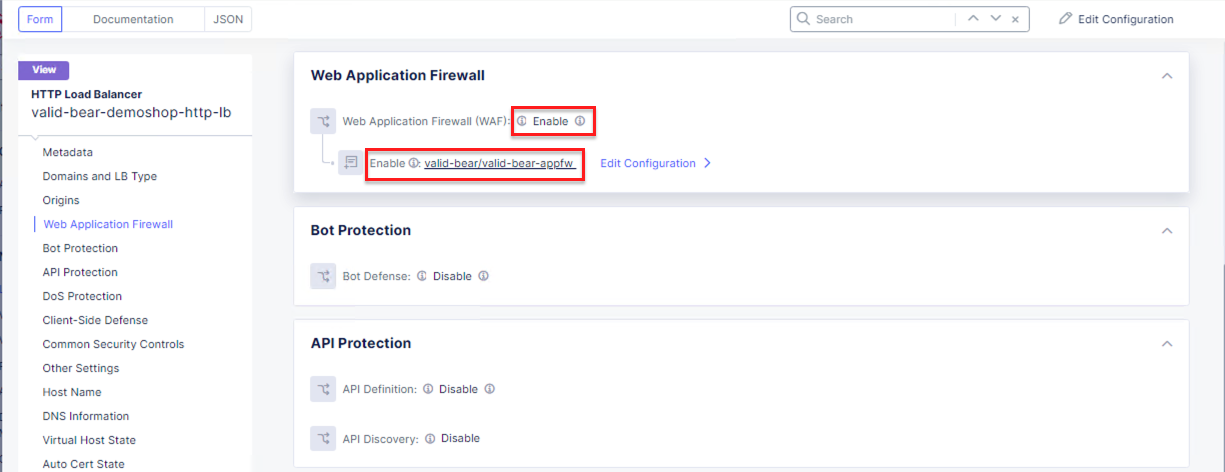 Form Documentation JSON
Search
Edit Configuration
View
HTTP Load Balancer
valid-bear-demoshop-http-lb
Metadata
Domains and LB Type
Origins
Web Application Firewall
Bot Protection
API Protection
DoS Protection
Client-Side Defense
Common Security Controls
Other Settings
Host Name
DNS Information
Virtual Host State
Auto Cert State
Web Application Firewall
Web Application Firewall (WAF): Enable
Enable : valid-bear/valid-bear-appfw Edit Configuration
Bot Protection
Bot Defense: Disable
API Protection
API Definition: Disable
API Discovery: Disable